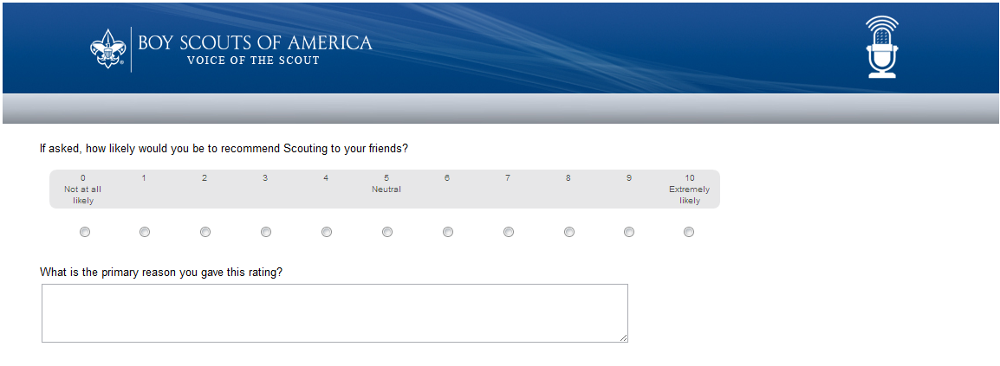 BOY SCOUTS OF AMERICA
VOICE OF THE SCOUT
If asked, how likely would you be to recommend Scouting to your friends?
0 1 2 3 4 5 6 7 8 9 10
Not at all Neutral Extremely
likely likely
What is the primary reason you gave this rating?